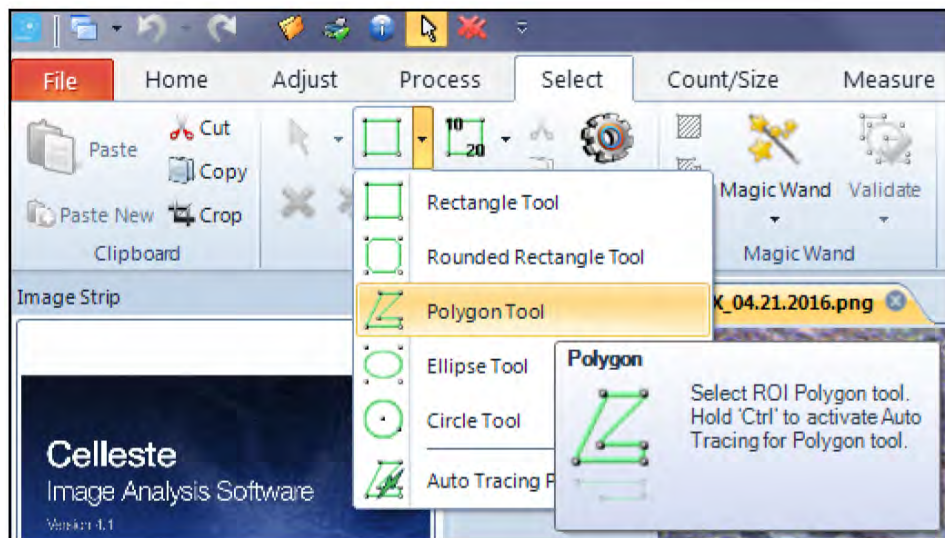 File Home Adjust Process Select Count/Size Measure
Paste
Cut
Copy
Paste New
Crop
Clipboard
10
20
Magic Wand
Validate
Magic Wand
Rectangle Tool
Rounded Rectangle Tool
Polygon Tool
Ellipse Tool
Circle Tool
Auto Tracing
Image Strip
X_04.21.2016.png
Polygon
Select ROI Polygon tool.
Hold 'Ctrl' to activate Auto
Tracing for Polygon tool.
Celleste
Image Analysis Software
Version 4.1